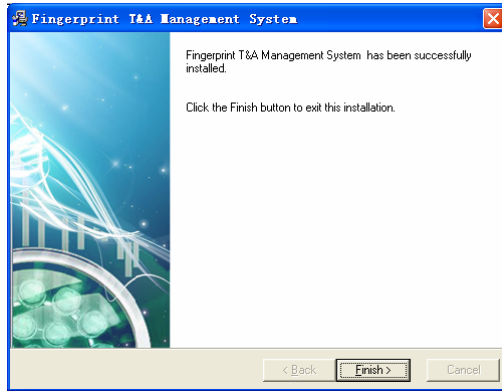 Fingerprint T&A Management System
Fingerprint T&A Management System has been successfully
installed.
Click the Finish button to exit this installation.
< Back
Finish >
Cancel